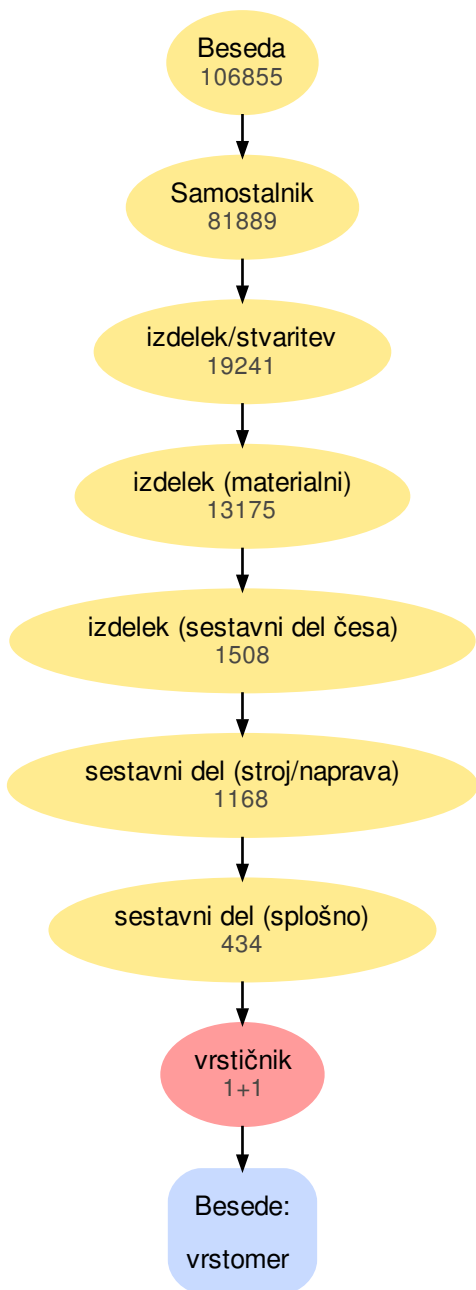 Beseda
106855
Samostalnik
81889
izdelek/stvaritev
19241
izdelek (materialni)
13175
izdelek (sestavni del česa)
1508
sestavni del (stroj/naprava)
1168
sestavni del (splošno)
434
vrstičnik
1+1
Besede:
vrstomer